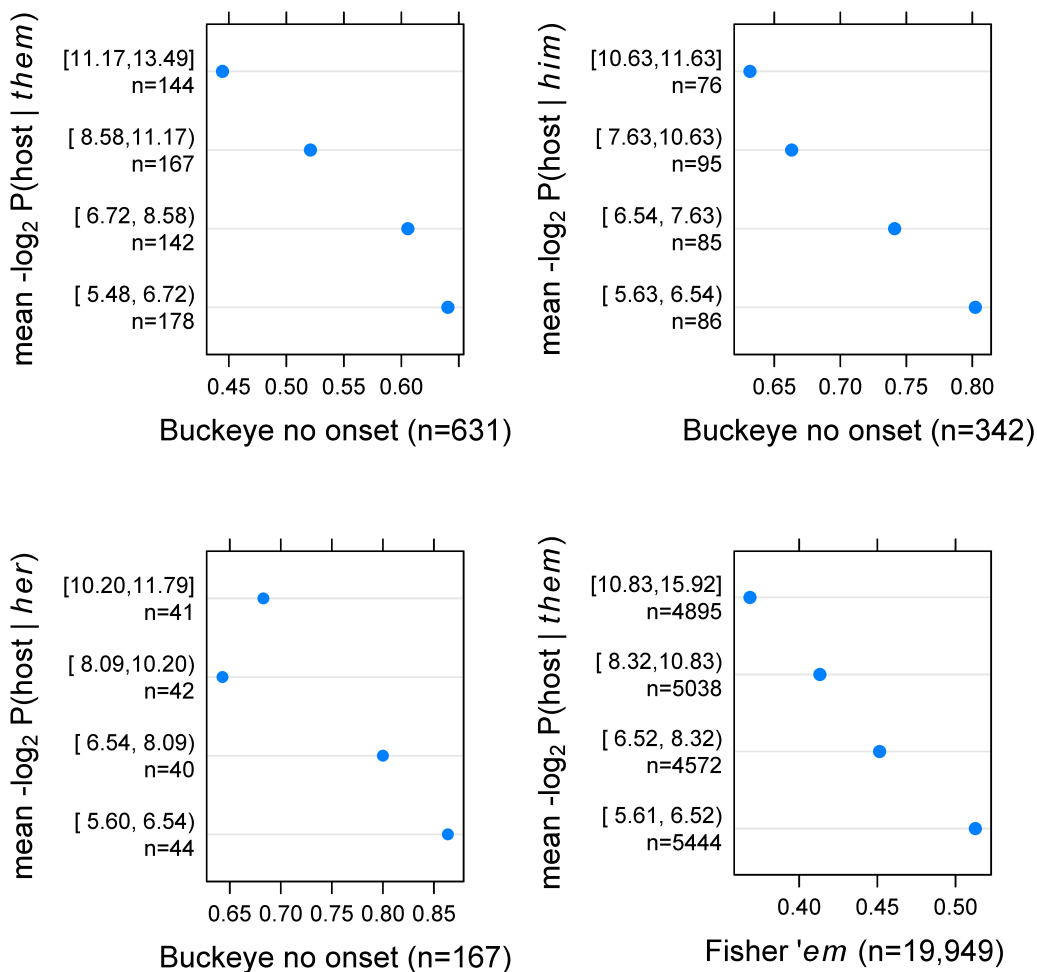 mean -log2 P(host | them)
[11.17,13.49]
n=144
[ 8.58,11.17)
n=167
[ 6.72, 8.58)
n=142
[ 5.48, 6.72)
n=178
0.45 0.50 0.55 0.60
Buckeye no onset (n=631)
mean -log2 P(host | him)
[10.63,11.63]
n=76
[ 7.63,10.63)
n=95
[ 6.54, 7.63)
n=85
[ 5.63, 6.54)
n=86
0.65 0.70 0.75 0.80
Buckeye no onset (n=342)
mean -log2 P(host | her)
[10.20,11.79]
n=41
[ 8.09,10.20)
n=42
[ 6.54, 8.09)
n=40
[ 5.60, 6.54)
n=44
0.65 0.70 0.75 0.80 0.85
Buckeye no onset (n=167)
mean -log2 P(host | them)
[10.83,15.92]
n=4895
[ 8.32,10.83)
n=5038
[ 6.52, 8.32)
n=4572
[ 5.61, 6.52)
n=5444
0.40 0.45 0.50
Fisher 'em (n=19,949)